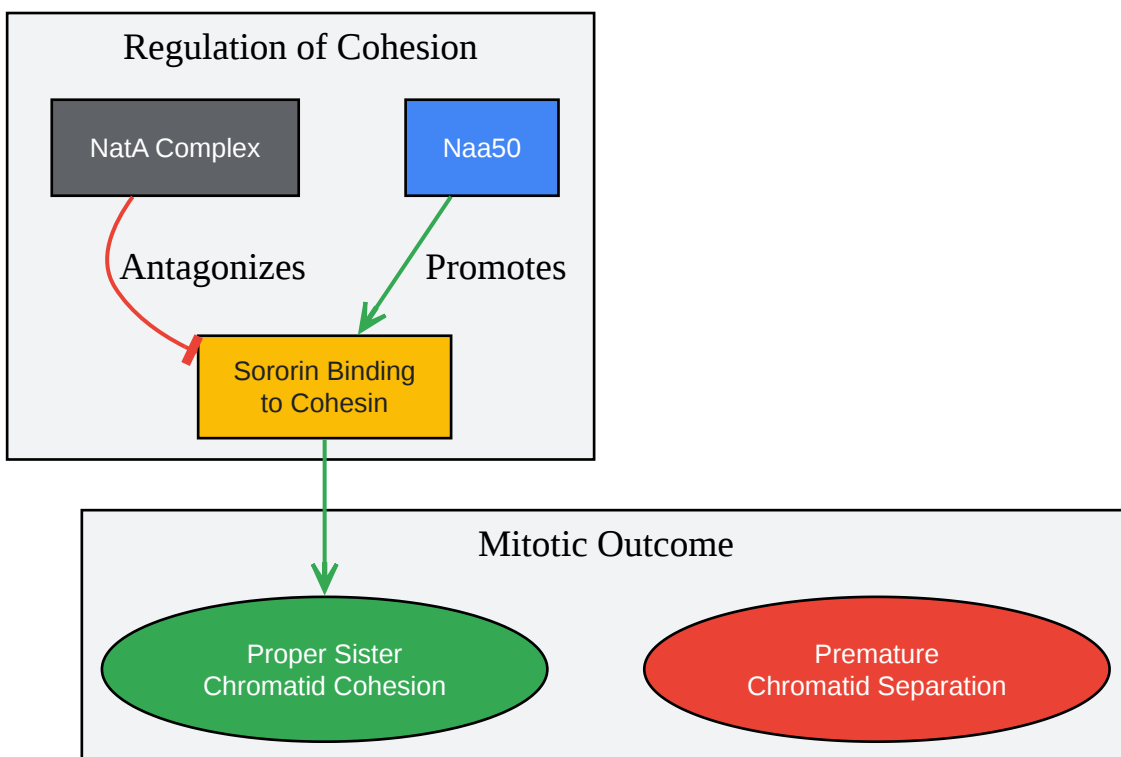 Regulation of Cohesion
NatA Complex
Naa50
Antagonizes
Promotes
Sororin Binding
to Cohesin
Mitotic Outcome
Proper Sister
Chromatid Cohesion
Premature
Chromatid Separation